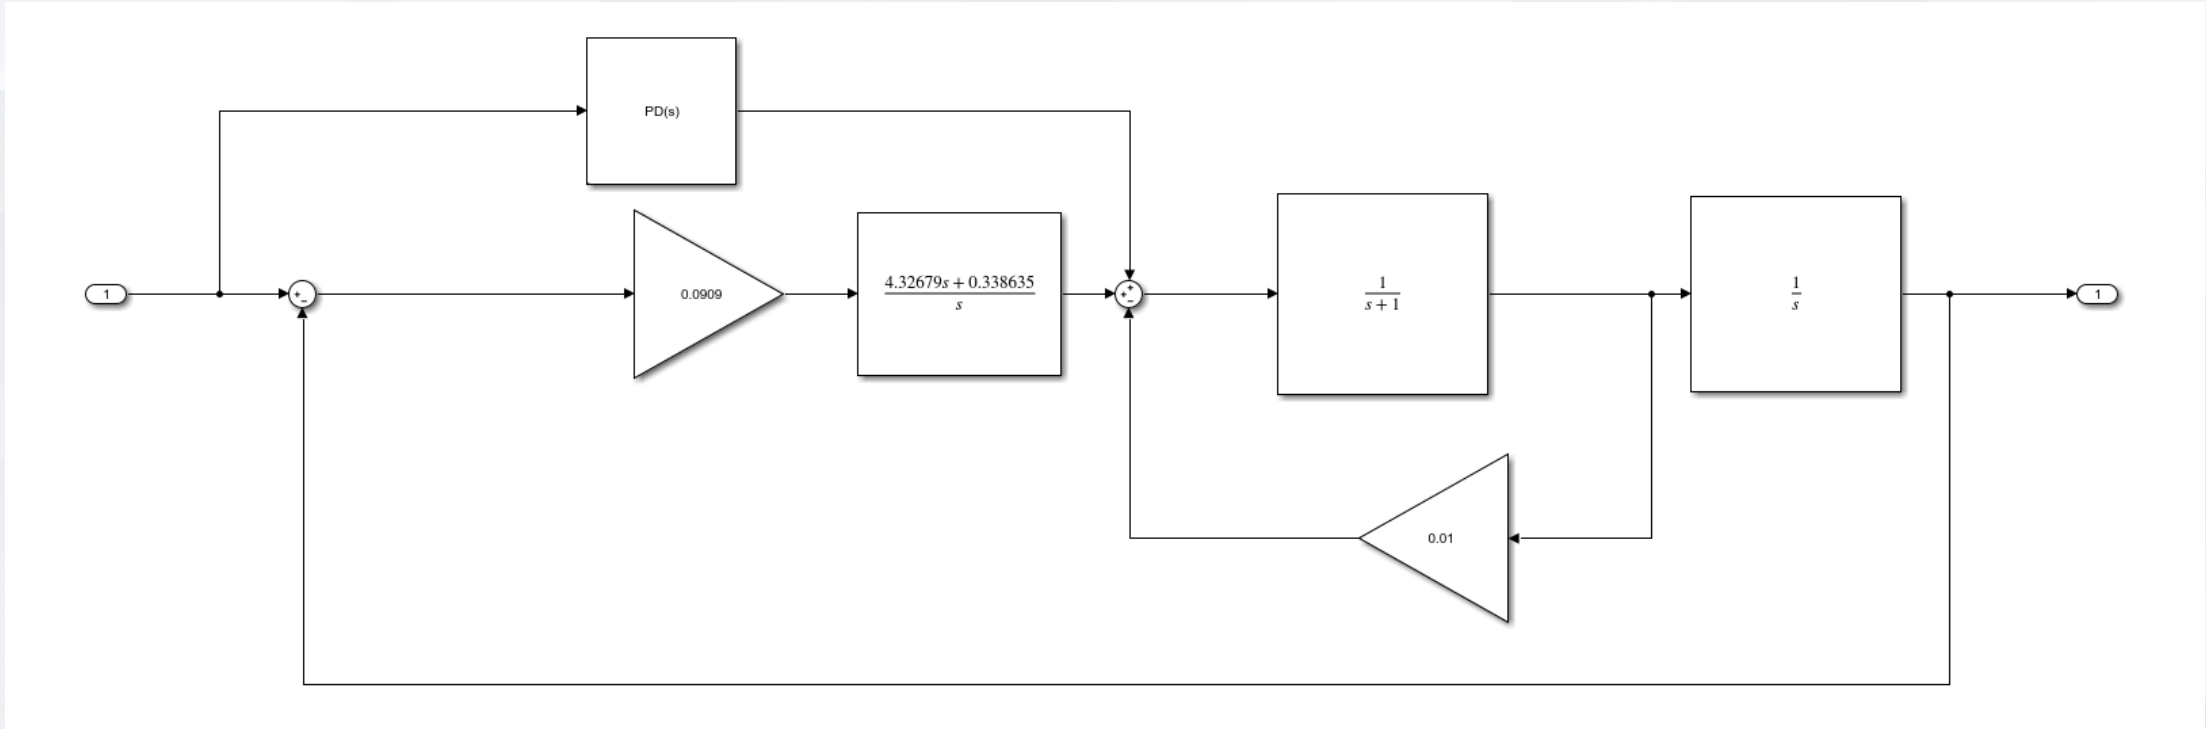 PD(s)
1
+
−
0.0909
4.32679s + 0.338635
s
+
+
−
1
s + 1
1
s
1
0.01